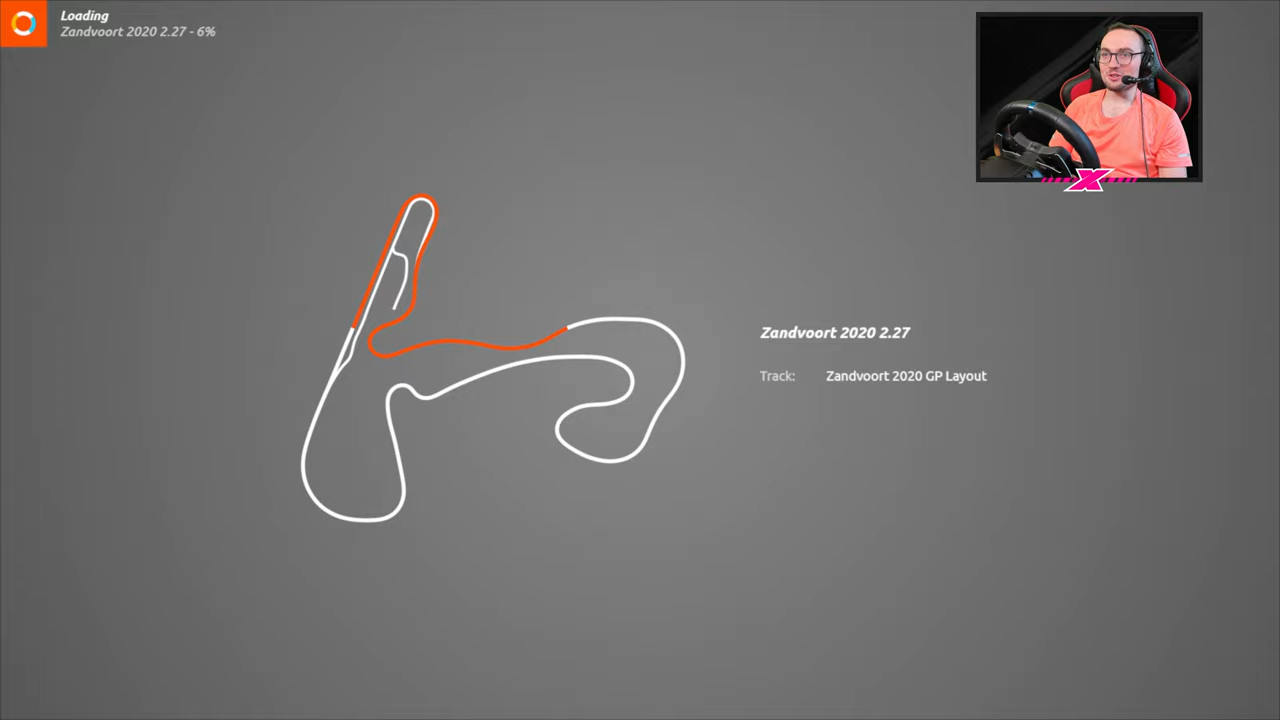 Loading
Zandvoort 2020 2.27 - 6%
X
Zandvoort 2020 2.27
Track: Zandvoort 2020 GP Layout